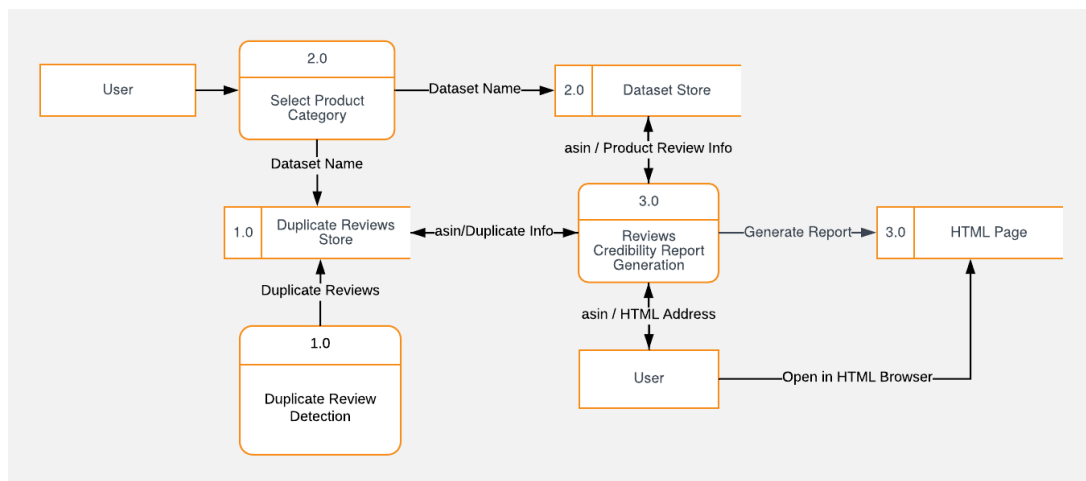 2.0
User
Select Product
Category
Dataset Name
2.0
Dataset Store
Dataset Name
asin / Product Review Info
3.0
1.0
Duplicate Reviews
Store
asin/Duplicate Info
Reviews
Credibility Report
Generation
Generate Report
3.0
HTML Page
Duplicate Reviews
asin / HTML Address
1.0
Duplicate Review
Detection
User
Open in HTML Browser